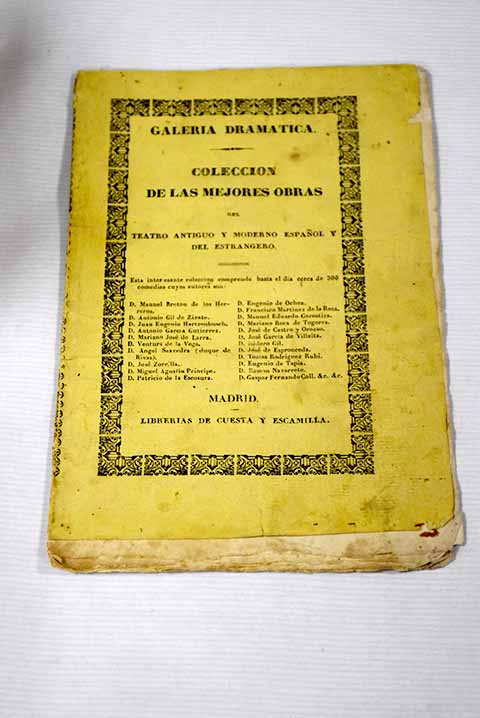 GALERIA DRAMATICA.
COLECCION
DE LAS MEJORES OBRAS
DEL
TEATRO ANTIGUO Y MODERNO ESPAÑOL Y
DEL ESTRANGERO.
Esta interesante coleccion comprende hasta el dia cerca de 300
comedias cuyos autores son:
D. Manuel Breton de los Her-
reros.
D. Antonio Gil de Zárate.
D. Juan Eugenio Hartzenbusch.
D. Antonio Garcia Gutierrez.
D. Mariano José de Larra.
D. Ventura de la Vega.
D. Angel Saavedra (duque de
Rivas).
D. José Zorrilla.
D. Miguel Agustin Principe.
D. Patricio de la Escosura.
D. Eugenio de Ochoa.
D. Francisco Martinez de la Rosa.
D. Manuel Eduardo Gorostiza.
D. Mariano Roca de Togores.
D. José de Castro y Orozco.
D. José Garcia de Villalta.
D. Isidoro Gil.
D. José de Espronceda.
D. Tomas Rodriguez Rubi.
D. Eugenio de Tapia.
D. Ramon Navarrete.
D. Gaspar Fernando Coll. &c. &c.
MADRID.
LIBRERIAS DE CUESTA Y ESCAMILLA.